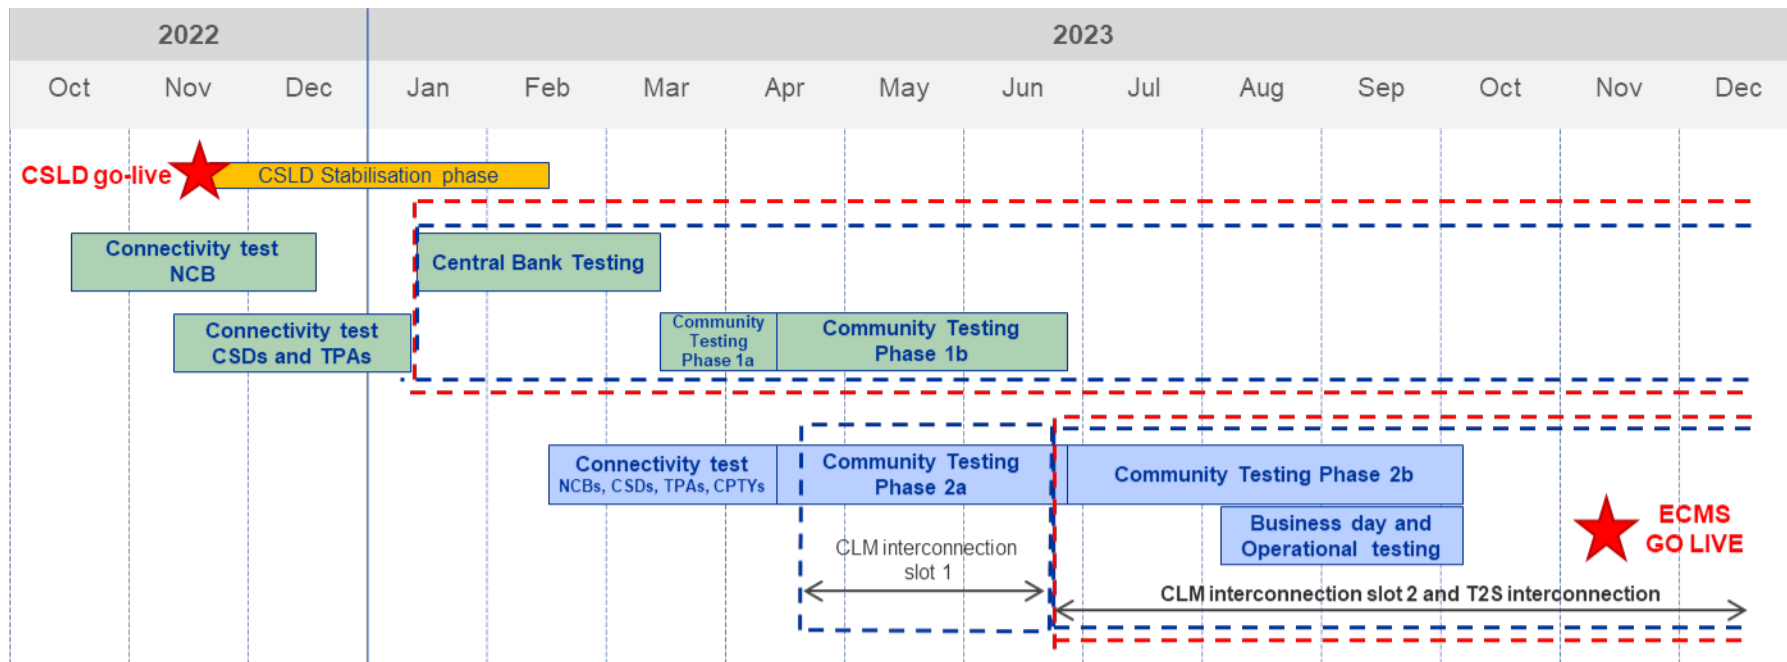 2022
2023
Oct
Nov
Dec
Jan
Feb
Mar
Apr
May
Jun
Jul
Aug
Sep
Oct
Nov
Dec
CSLD go-live
CSLD Stabilisation phase
Connectivity test
NCB
Central Bank Testing
Connectivity test
CSDs and TPAs
Community
Testing
Phase 1a
Community Testing
Phase 1b
Connectivity test
NCBs, CSDs, TPAs, CPTYs
Community Testing
Phase 2a
Community Testing Phase 2b
Business day and
Operational testing
ECMS
GO LIVE
CLM interconnection
slot 1
CLM interconnection slot 2 and T2S interconnection